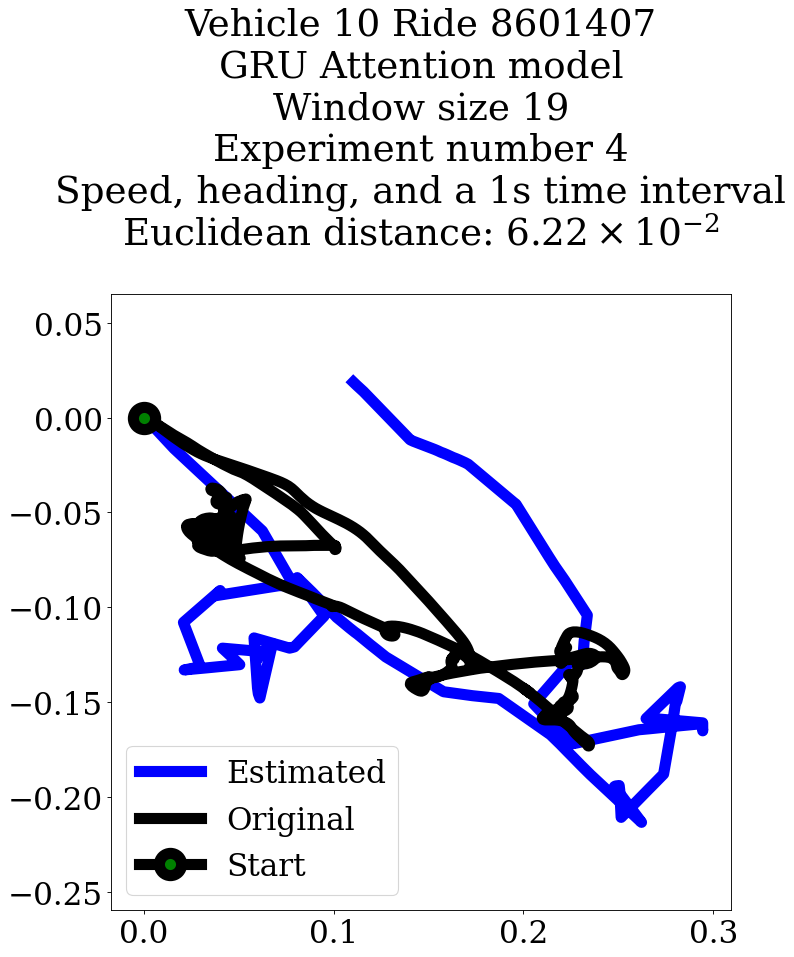 Vehicle 10 Ride 8601407
GRU Attention model
Window size 19
Experiment number 4
Speed, heading, and a 1s time interval
Euclidean distance: 6.22 × 10⁻²
0.05
0.00
−0.05
−0.10
−0.15
−0.20
−0.25
Estimated
Original
Start
0.0 0.1 0.2 0.3